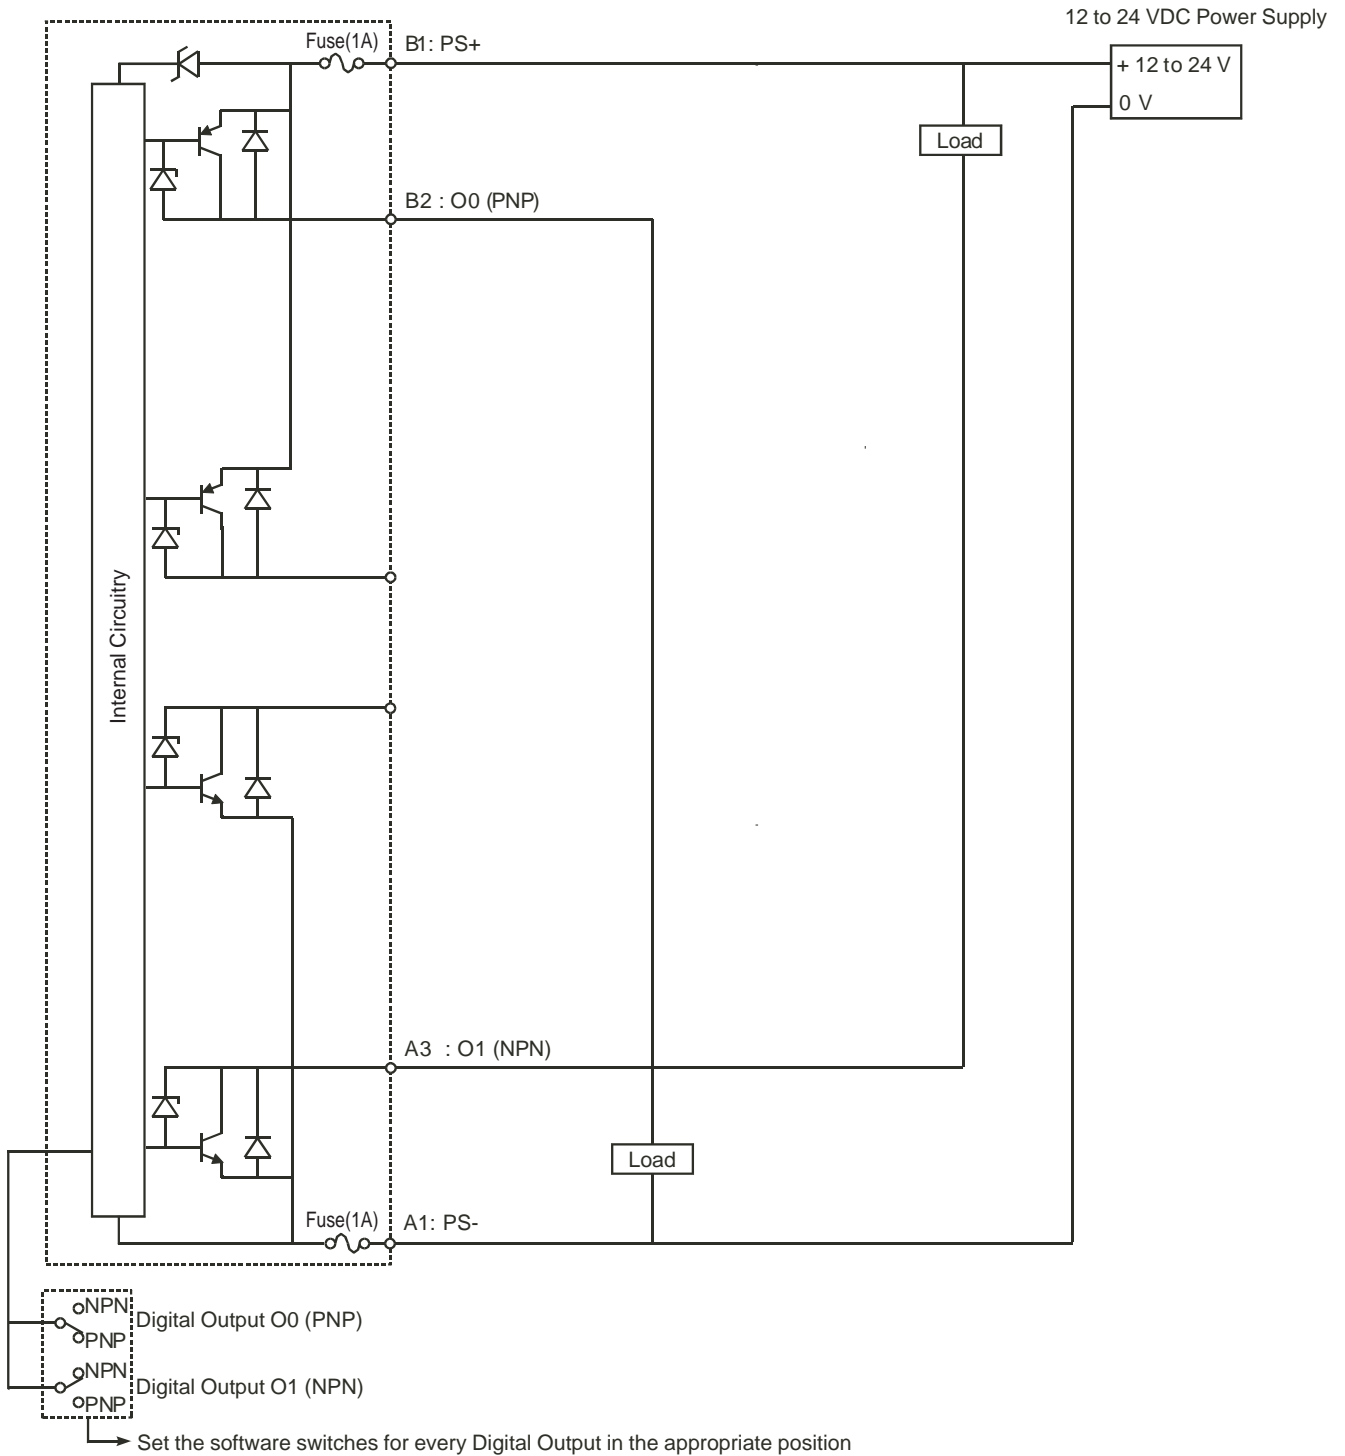 12 to 24 VDC Power Supply
Fuse(1A)
B1: PS+
+ 12 to 24 V
0 V
Load
B2 : O0 (PNP)
Internal Circuitry
A3 : O1 (NPN)
Load
Fuse(1A)
A1: PS-
NPN
Digital Output O0 (PNP)
PNP
NPN
Digital Output O1 (NPN)
PNP
Set the software switches for every Digital Output in the appropriate position